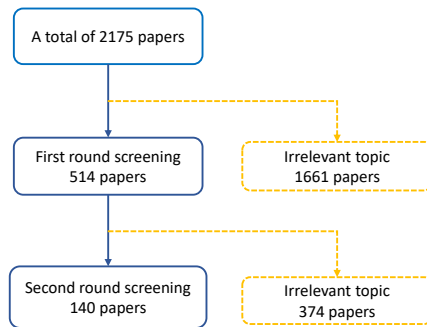 A total of 2175 papers
First round screening
514 papers
Irrelevant topic
1661 papers
Second round screening
140 papers
Irrelevant topic
374 papers